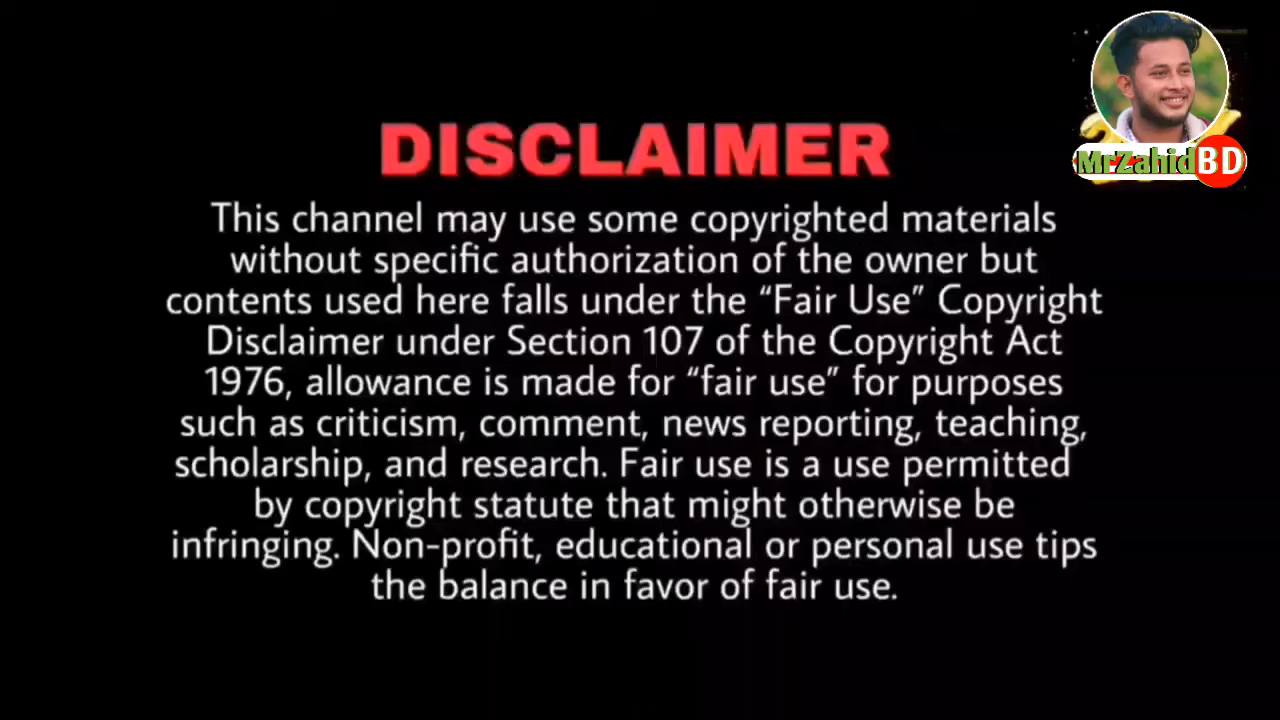 DISCLAIMER
MrZahidBD
This channel may use some copyrighted materials
without specific authorization of the owner but
contents used here falls under the “Fair Use” Copyright
Disclaimer under Section 107 of the Copyright Act
1976, allowance is made for “fair use” for purposes
such as criticism, comment, news reporting, teaching,
scholarship, and research. Fair use is a use permitted
by copyright statute that might otherwise be
infringing. Non-profit, educational or personal use tips
the balance in favor of fair use.